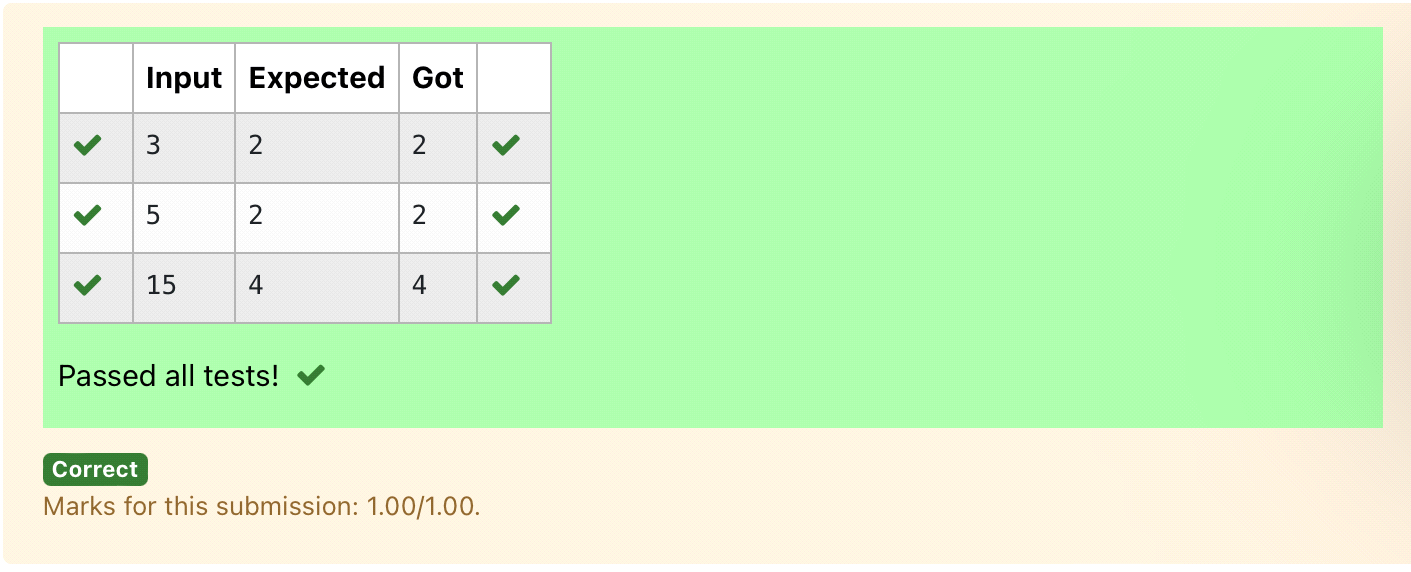 Input Expected Got
3 2 2
5 2 2
15 4 4
Passed all tests!
Correct
Marks for this submission: 1.00/1.00.